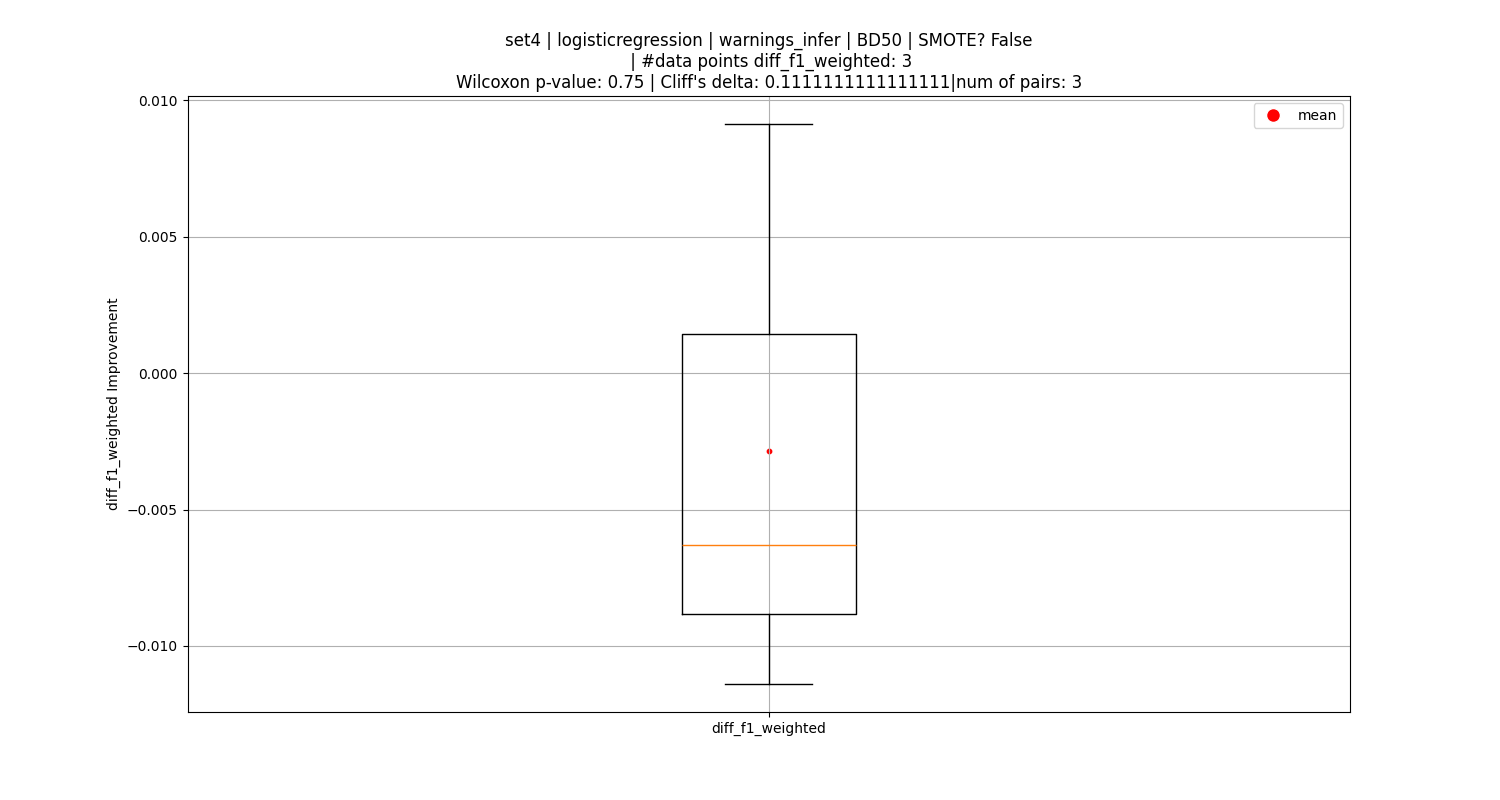 set4 | logisticregression | warnings_infer | BD50 | SMOTE? False
| #data points diff_f1_weighted: 3
Wilcoxon p-value: 0.75 | Cliff's delta: 0.1111111111111111|num of pairs: 3
mean
0.010
0.005
0.000
−0.005
−0.010
diff_f1_weighted Improvement
diff_f1_weighted